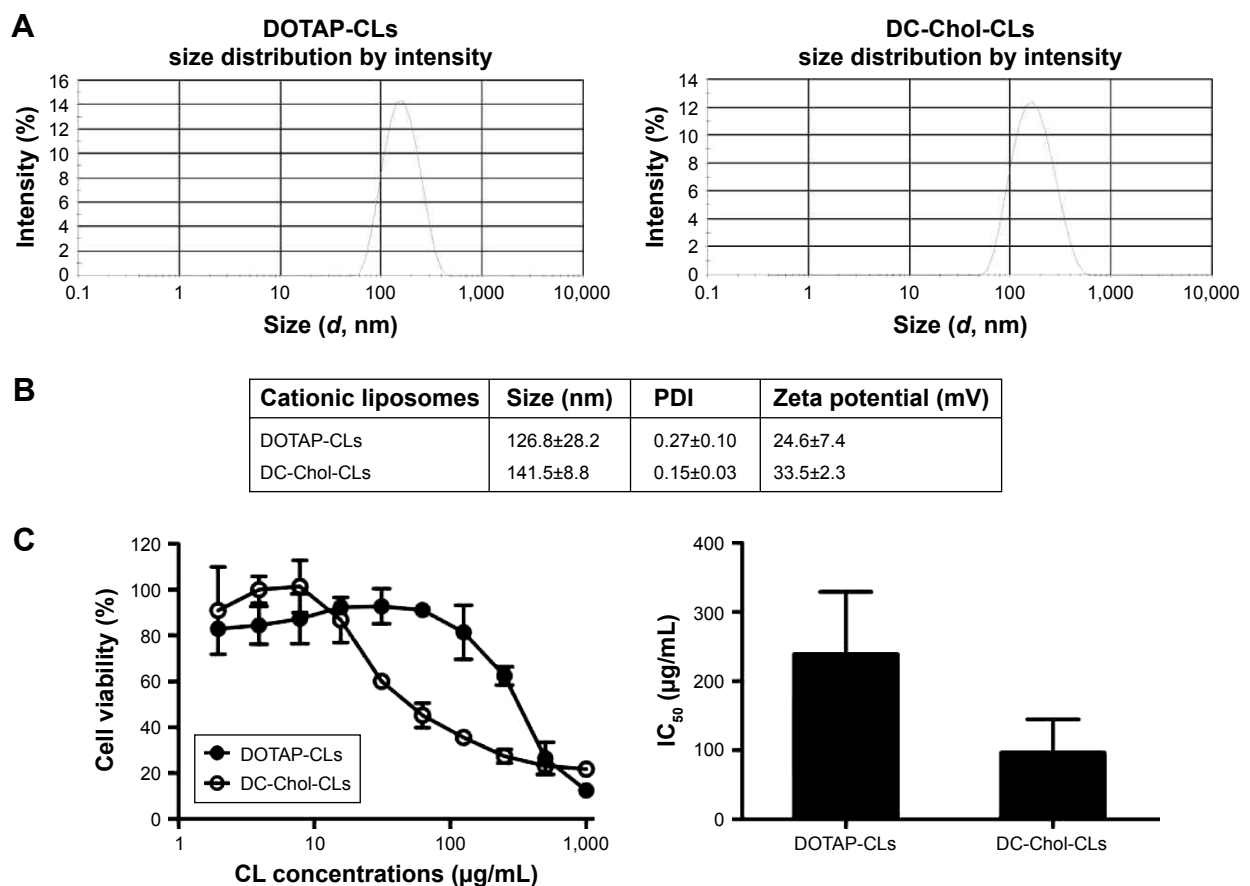 A
DOTAP-CLs
size distribution by intensity
Intensity (%)
16
14
12
10
8
6
4
2
0
0.1 1 10 100 1,000 10,000
Size (d, nm)
DC-Chol-CLs
size distribution by intensity
Intensity (%)
14
12
10
8
6
4
2
0
0.1 1 10 100 1,000 10,000
Size (d, nm)
B
Cationic liposomes Size (nm) PDI Zeta potential (mV)
DOTAP-CLs 126.8±28.2 0.27±0.10 24.6±7.4
DC-Chol-CLs 141.5±8.8 0.15±0.03 33.5±2.3
C
Cell viability (%)
120
100
80
60
40
20
0
DOTAP-CLs
DC-Chol-CLs
1 10 100 1,000
CL concentrations (µg/mL)
IC50 (µg/mL)
400
300
200
100
0
DOTAP-CLs DC-Chol-CLs